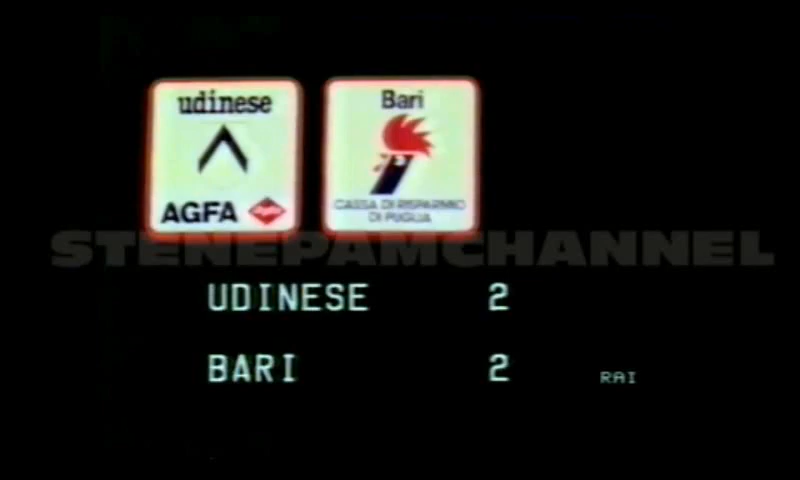 udinese
Bari
AGFA
CASSA DI RISPARMIO
DI PUGLIA
STENEPAMCHANNEL
UDINESE 2
BARI 2
RAI